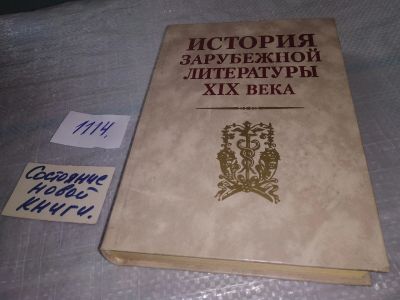 ИСТОРИЯ
ЗАРУБЕЖНОЙ
ЛИТЕРАТУРЫ
XIX ВЕКА
1114.
Состояние
новой
книги.